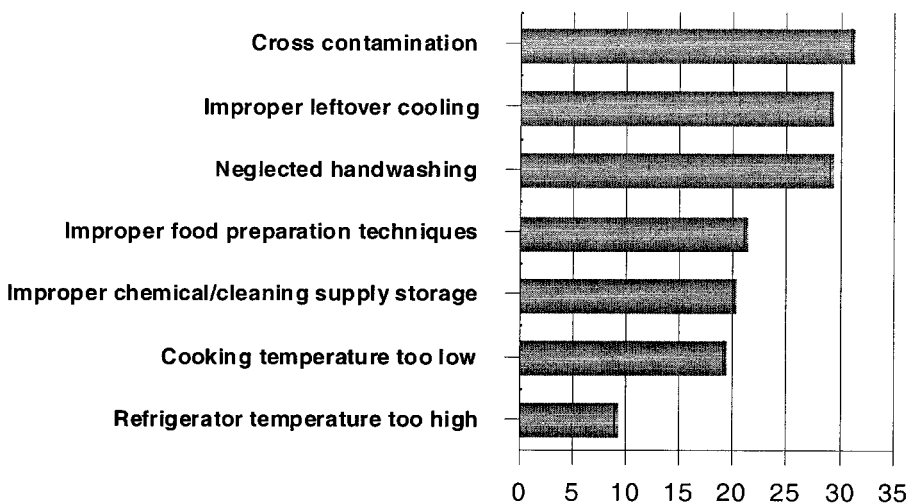 Cross contamination
Improper leftover cooling
Neglected handwashing
Improper food preparation techniques
Improper chemical/cleaning supply storage
Cooking temperature too low
Refrigerator temperature too high
0 5 10 15 20 25 30 35